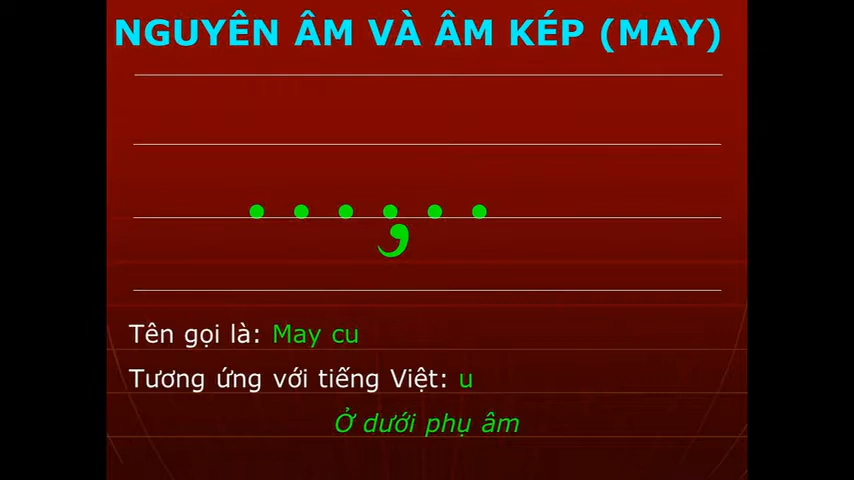 NGUYÊN ÂM VÀ ÂM KÉP (MAY)
Tên gọi là: May cu
Tương ứng với tiếng Việt: u
Ở dưới phụ âm